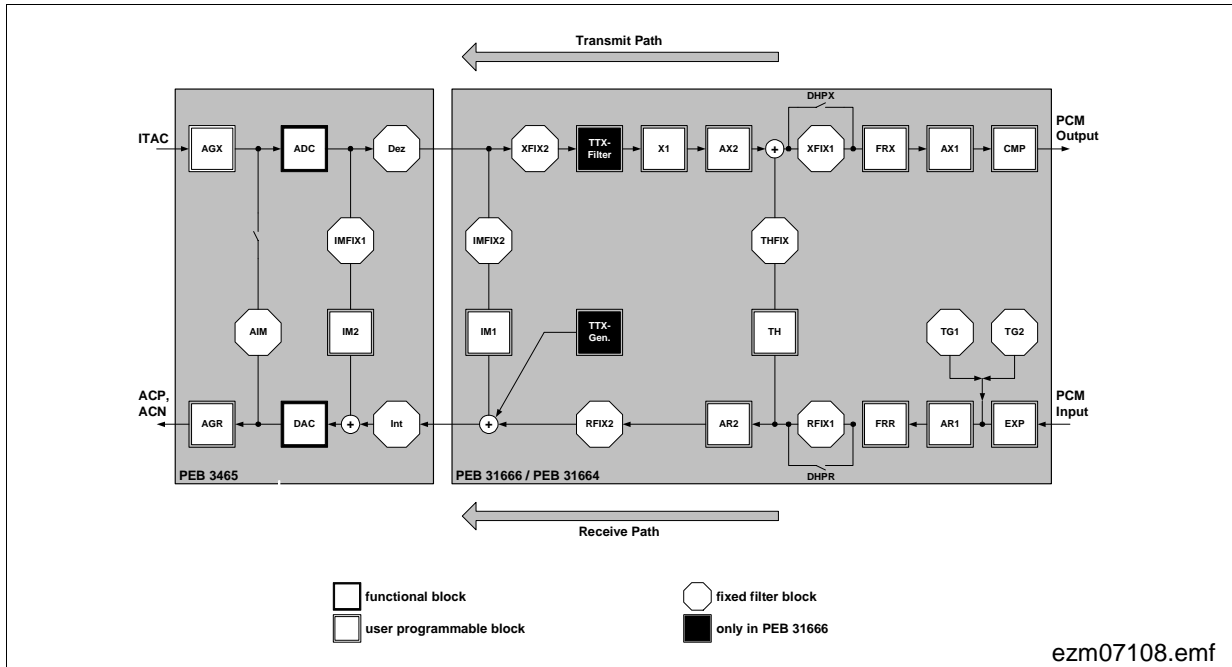 Transmit Path
DHPX
ITAC
PCM
Output
AGX
ADC
Dez
XFIX2
TTX-
Filter
X1
AX2
+
XFIX1
FRX
AX1
CMP
IMFIX1
IMFIX2
THFIX
AIM
IM2
IM1
TTX-
Gen.
TH
TG1
TG2
ACP,
ACN
PCM
Input
AGR
DAC
+
Int
+
RFIX2
AR2
RFIX1
FRR
AR1
EXP
PEB 3465
PEB 31666 / PEB 31664
DHPR
Receive Path
functional block
fixed filter block
user programmable block
only in PEB 31666
ezm07108.emf